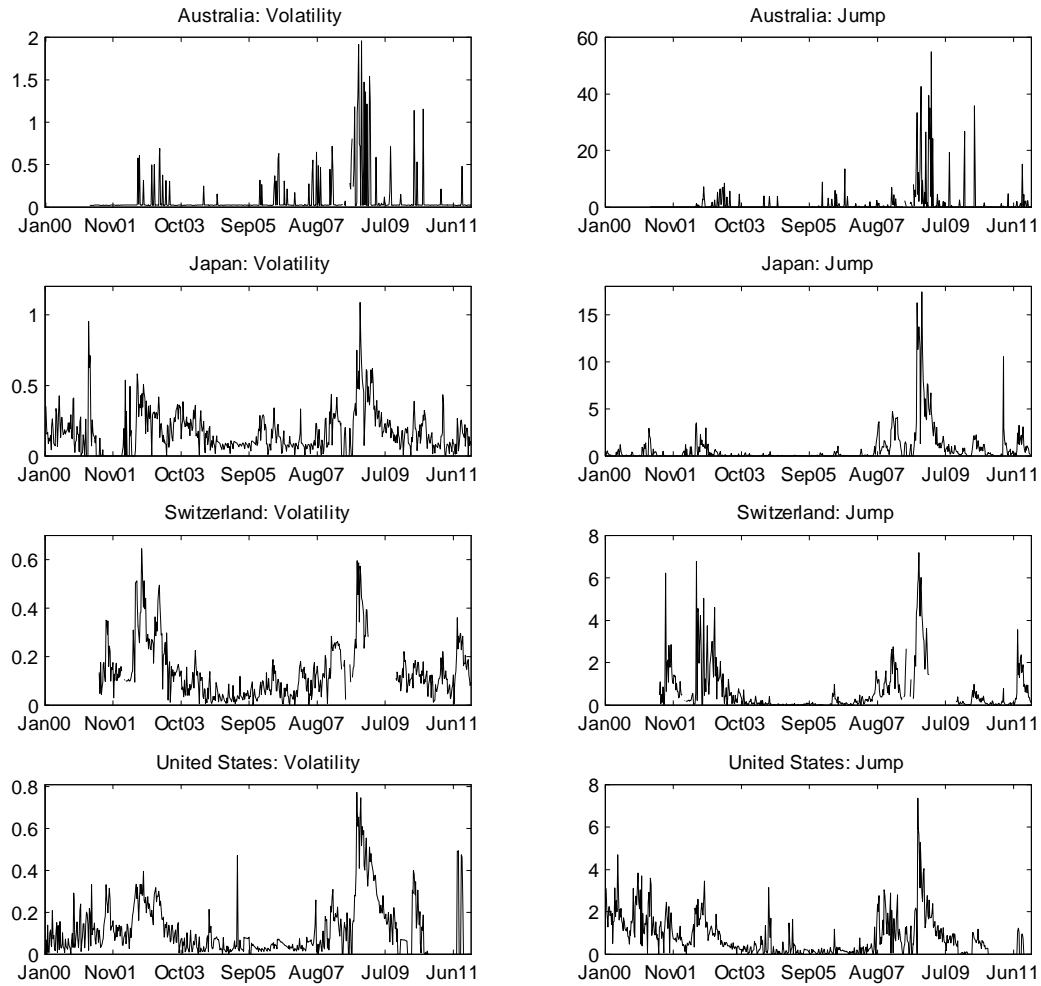 Australia: Volatility
2
1.5
1
0.5
0
Jan00 Nov01 Oct03 Sep05 Aug07 Jul09 Jun11
Australia: Jump
60
40
20
0
Jan00 Nov01 Oct03 Sep05 Aug07 Jul09 Jun11
Japan: Volatility
1
0.5
0
Jan00 Nov01 Oct03 Sep05 Aug07 Jul09 Jun11
Japan: Jump
15
10
5
0
Jan00 Nov01 Oct03 Sep05 Aug07 Jul09 Jun11
Switzerland: Volatility
0.6
0.4
0.2
0
Jan00 Nov01 Oct03 Sep05 Aug07 Jul09 Jun11
Switzerland: Jump
8
6
4
2
0
Jan00 Nov01 Oct03 Sep05 Aug07 Jul09 Jun11
United States: Volatility
0.8
0.6
0.4
0.2
0
Jan00 Nov01 Oct03 Sep05 Aug07 Jul09 Jun11
United States: Jump
8
6
4
2
0
Jan00 Nov01 Oct03 Sep05 Aug07 Jul09 Jun11